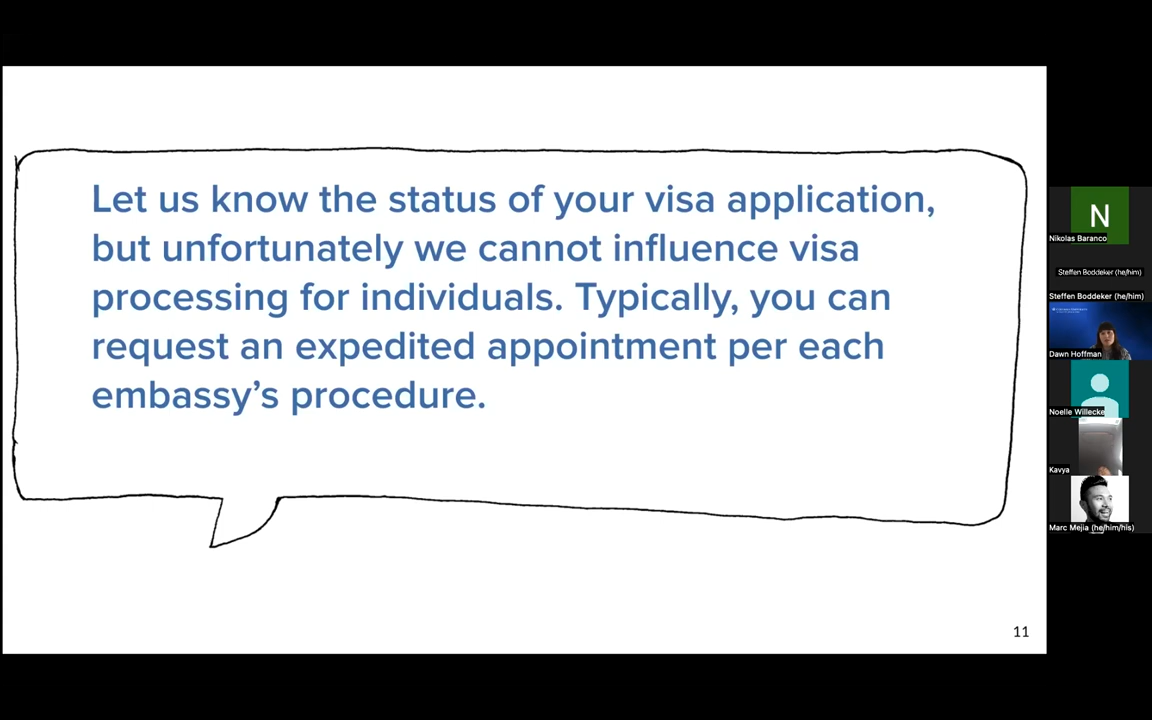 Let us know the status of your visa application,
but unfortunately we cannot influence visa
processing for individuals. Typically, you can
request an expedited appointment per each
embassy’s procedure.
11
N
Nikolas Baranco
Steffen Boddeker (he/him)
Steffen Boddeker (he/him)
Dawn Hoffman
Noelle Willecke
Kavya
Marc Mejia (he/him/his)